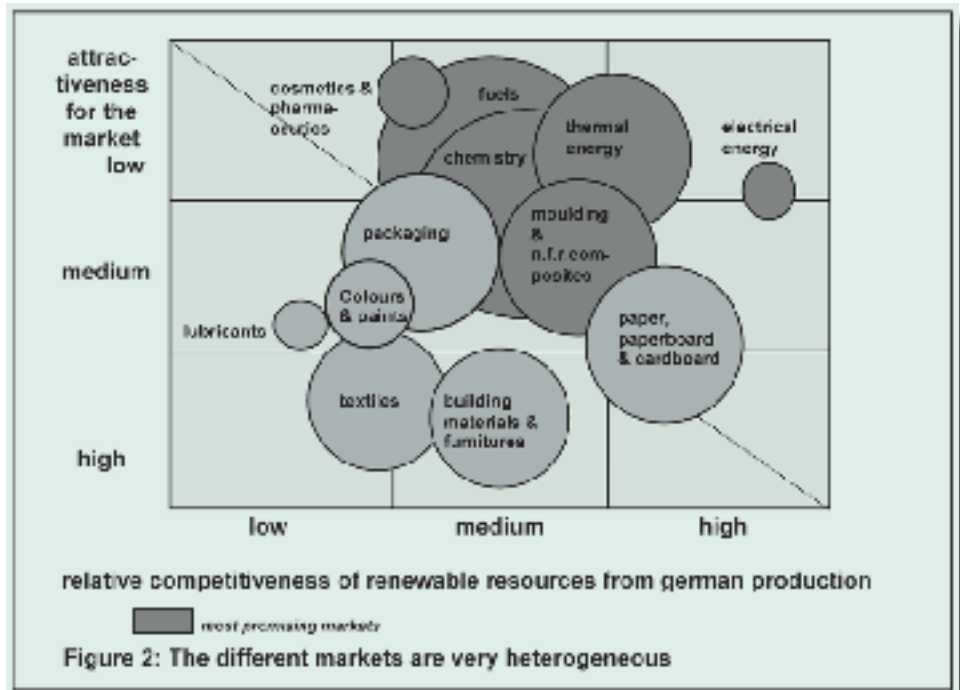 attrac-
tiveness
for the
market
low
medium
high
cosmetics &
pharma-
ceutics
fuels
chemistry
thermal
energy
electrical
energy
packaging
moulding
&
n.f.r.com-
posites
Colours
& paints
lubricants
paper,
paperboard
& cardboard
textiles
building
materials &
furnitures
low
medium
high
relative competitiveness of renewable resources from german production
most promising markets
Figure 2: The different markets are very heterogeneous